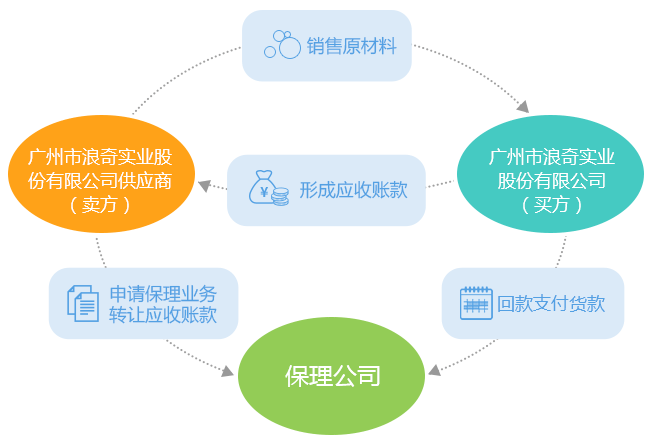 销售原材料
广州市浪奇实业股
份有限公司供应商
（卖方）
广州市浪奇实业
股份有限公司
（买方）
¥
形成应收账款
申请保理业务
转让应收账款
回款支付货款
保理公司